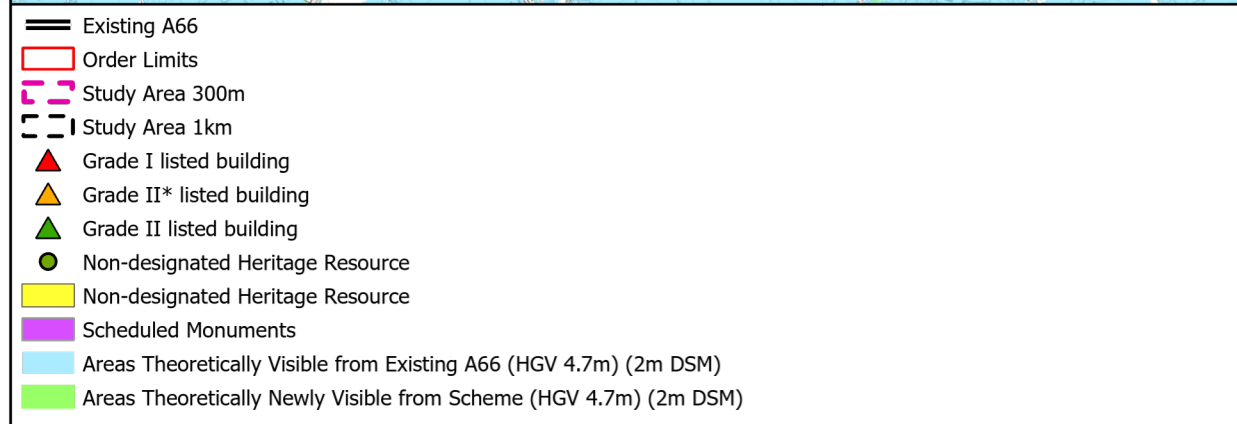 Existing A66
Order Limits
Study Area 300m
Study Area 1km
Grade I listed building
Grade II* listed building
Grade II listed building
Non-designated Heritage Resource
Non-designated Heritage Resource
Scheduled Monuments
Areas Theoretically Visible from Existing A66 (HGV 4.7m) (2m DSM)
Areas Theoretically Newly Visible from Scheme (HGV 4.7m) (2m DSM)